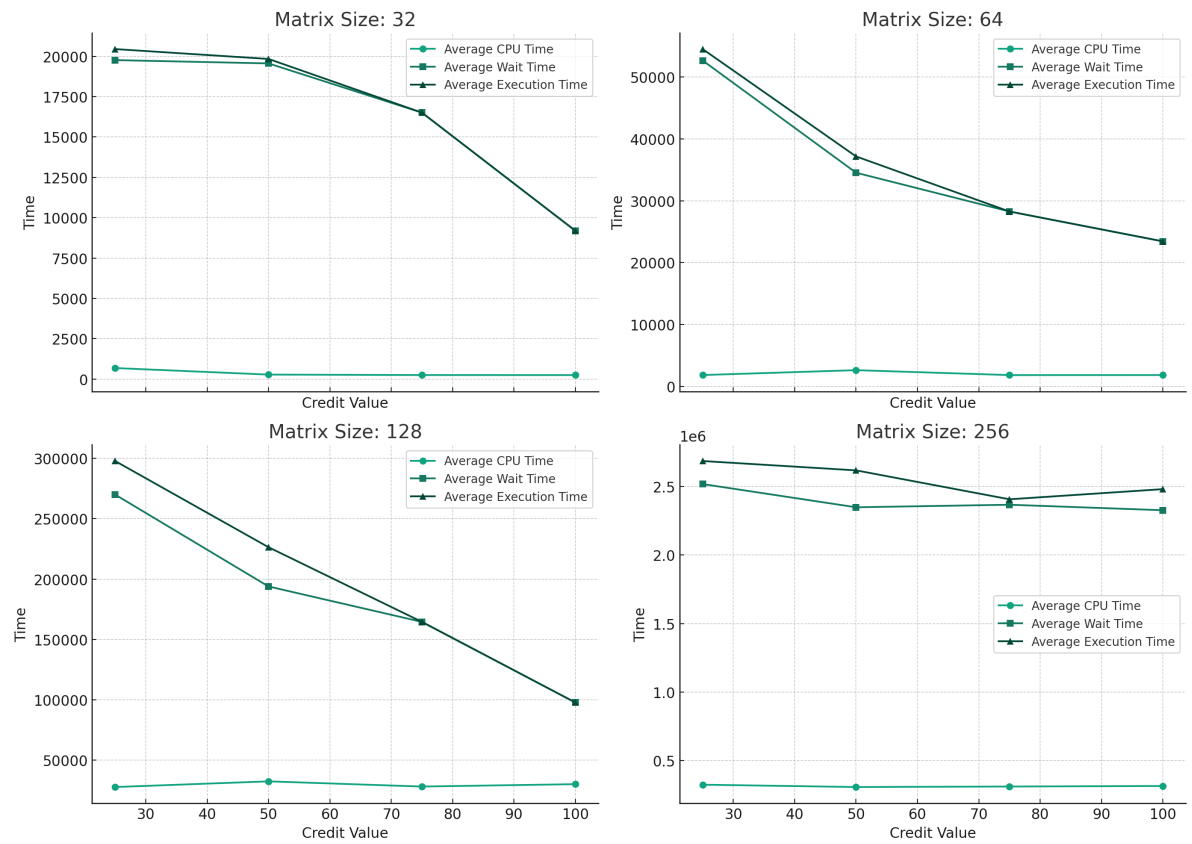 Matrix Size: 32
Average CPU Time
Average Wait Time
Average Execution Time
20000
17500
15000
12500
10000
7500
5000
2500
0
Time
Credit Value
Matrix Size: 64
Average CPU Time
Average Wait Time
Average Execution Time
50000
40000
30000
20000
10000
0
Time
Credit Value
Matrix Size: 128
Average CPU Time
Average Wait Time
Average Execution Time
300000
250000
200000
150000
100000
50000
Time
30 40 50 60 70 80 90 100
Credit Value
1e6
Matrix Size: 256
2.5
2.0
1.5
1.0
0.5
Time
Average CPU Time
Average Wait Time
Average Execution Time
30 40 50 60 70 80 90 100
Credit Value